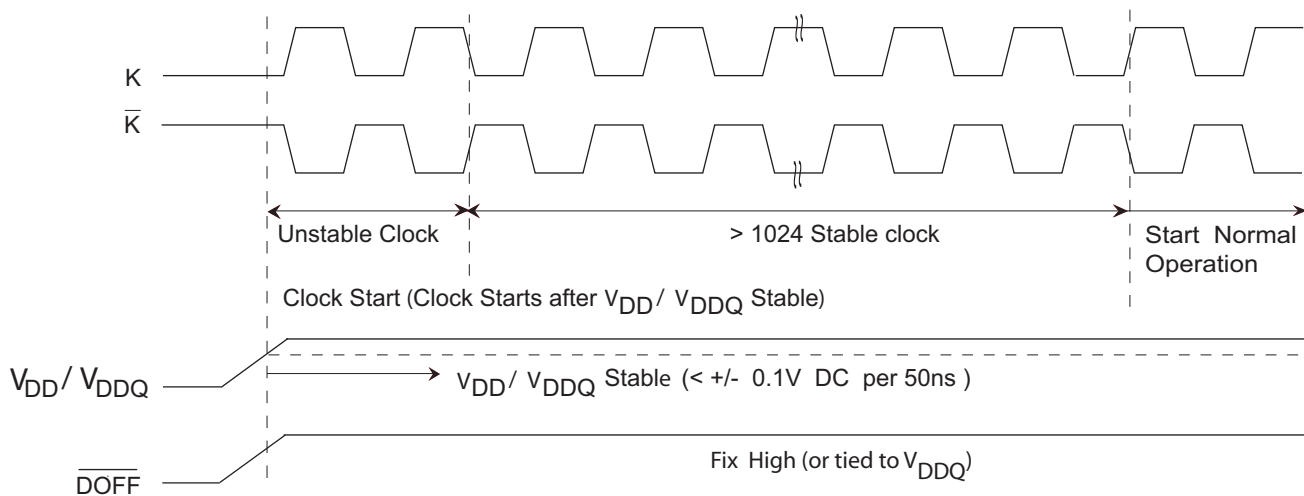 K
K̅
Unstable Clock
> 1024 Stable clock
Start Normal
Operation
Clock Start (Clock Starts after VDD / VDDQ Stable)
VDD / VDDQ
VDD / VDDQ Stable (< +/- 0.1V DC per 50ns )
Fix High (or tied to VDDQ)
D̅O̅F̅F̅